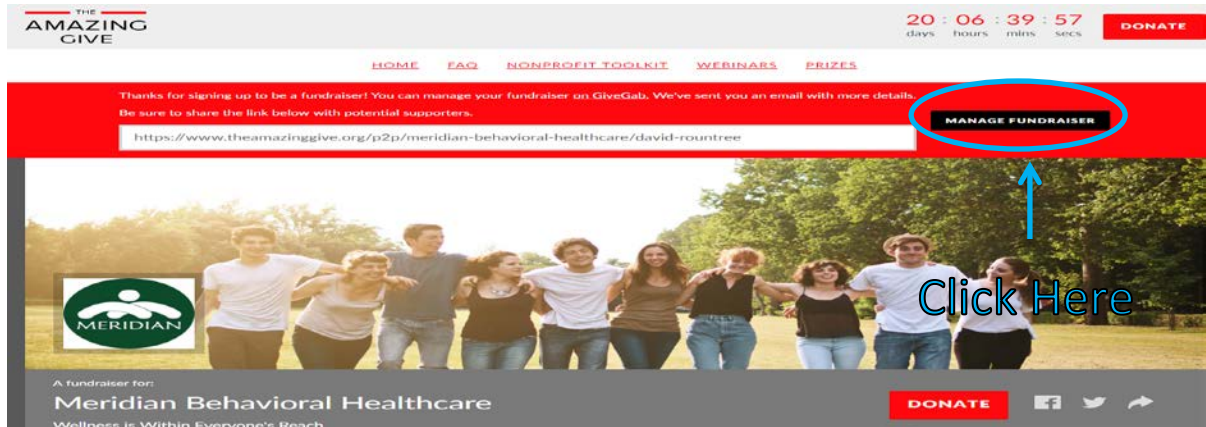 THE
AMAZING
GIVE
20 : 06 : 39 : 57
days hours mins secs
DONATE
HOME FAQ NONPROFIT TOOLKIT WEBINARS PRIZES
Thanks for signing up to be a fundraiser! You can manage your fundraiser on GiveGab. We've sent you an email with more details.
Be sure to share the link below with potential supporters.
https://www.theamazinggive.org/p2p/meridian-behavioral-healthcare/david-rountree
MANAGE FUNDRAISER
Click Here
MERIDIAN
A fundraiser for:
Meridian Behavioral Healthcare
DONATE
Wellness is Within Everyone's Reach